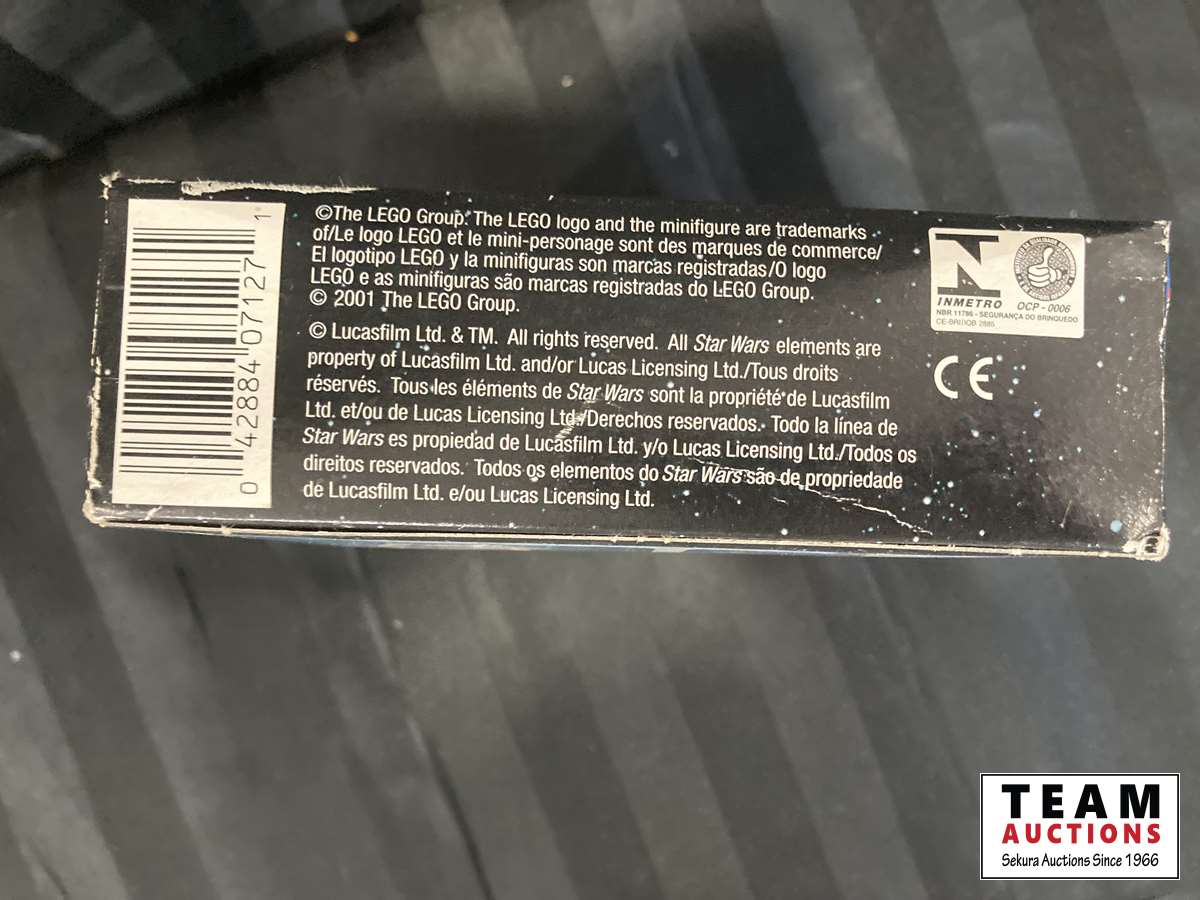 0 42884 07127 1
©The LEGO Group. The LEGO logo and the minifigure are trademarks
of/Le logo LEGO et le mini-personage sont des marques de commerce/
El logotipo LEGO y la minifiguras son marcas registradas/O logo
LEGO e as minifiguras são marcas registradas do LEGO Group.
© 2001 The LEGO Group.
© Lucasfilm Ltd. & TM. All rights reserved. All Star Wars elements are
property of Lucasfilm Ltd. and/or Lucas Licensing Ltd./Tous droits
réservés. Tous les éléments de Star Wars sont la propriété de Lucasfilm
Ltd. et/ou de Lucas Licensing Ltd./Derechos reservados. Todo la línea de
Star Wars es propiedad de Lucasfilm Ltd. y/o Lucas Licensing Ltd./Todos os
direitos reservados. Todos os elementos do Star Wars são de propriedade
de Lucasfilm Ltd. e/ou Lucas Licensing Ltd.
N
INMETRO
OCP - 0006
NBR 11786 - SEGURANÇA DO BRINQUEDO
CE-BRI/IQB 2885
CE
TEAM
AUCTIONS
Sekura Auctions Since 1966